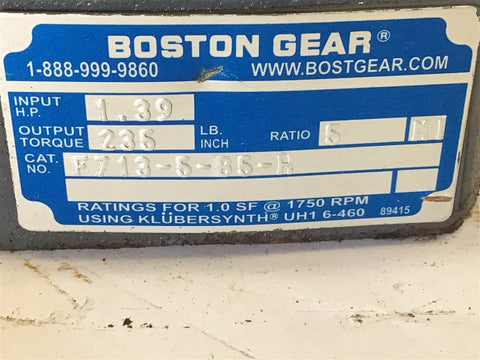 BOSTON GEAR®
1-888-999-9860 WWW.BOSTGEAR.COM
INPUT H.P. 1.39
OUTPUT TORQUE 236 LB. INCH RATIO 5 M1
CAT. NO. F713-5-B5-H
RATINGS FOR 1.0 SF @ 1750 RPM
USING KLÜBERSYNTH® UH1 6-460 89415